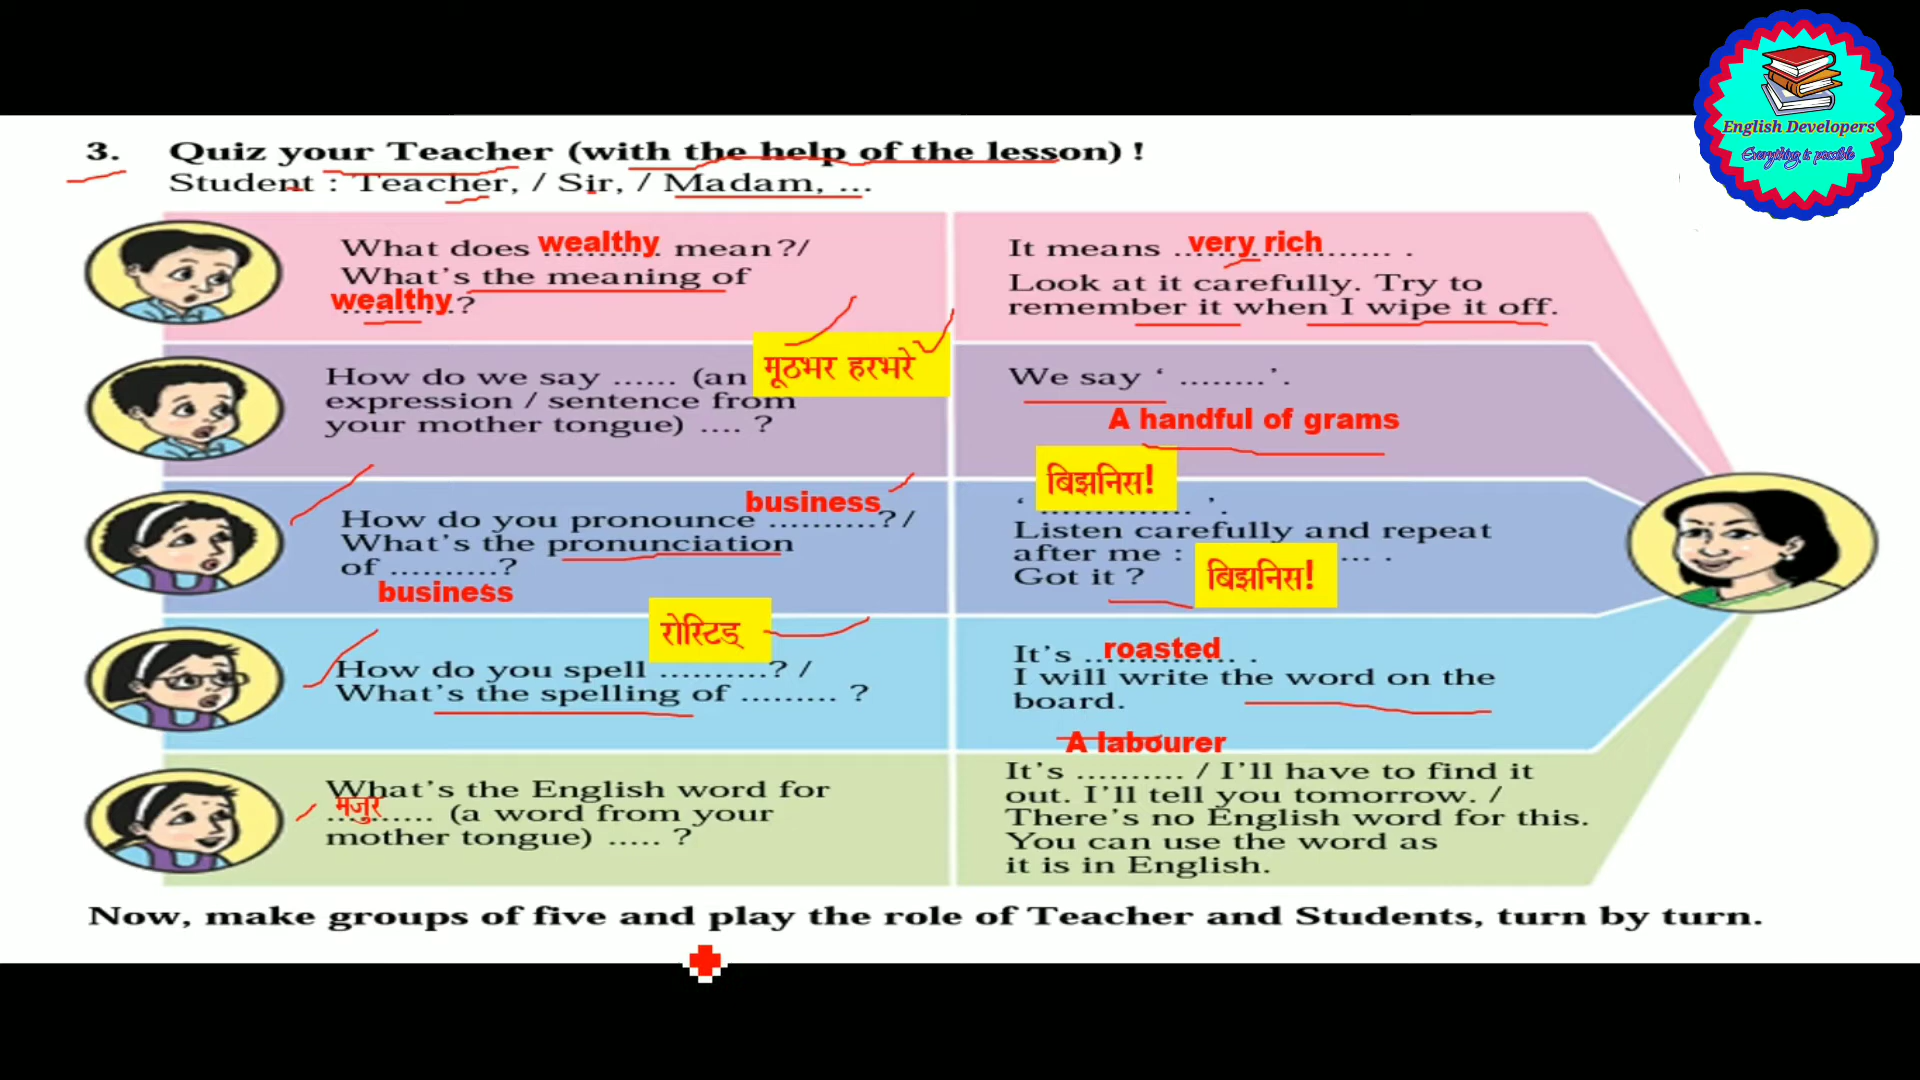 English Developers
Everything is possible
3. Quiz your Teacher (with the help of the lesson) !
Student : Teacher, / Sir, / Madam, ...
What does wealthy mean ?/
What's the meaning of
wealthy ?
It means very rich .
Look at it carefully. Try to
remember it when I wipe it off.
How do we say ...... (an मूठभर हरभरे
expression / sentence from
your mother tongue) .... ?
We say ‘ ........’.
A handful of grams
business
How do you pronounce ..........? /
What's the pronunciation
of ..........?
business
‘ बिझनिस! ’.
Listen carefully and repeat
after me : बिझनिस! ... .
Got it ?
रोस्टिड्
How do you spell ..........? /
What's the spelling of ......... ?
It's roasted .
I will write the word on the
board.
What's the English word for
मजुर (a word from your
mother tongue) ..... ?
A labourer
It's .......... / I'll have to find it
out. I'll tell you tomorrow. /
There's no English word for this.
You can use the word as
it is in English.
Now, make groups of five and play the role of Teacher and Students, turn by turn.